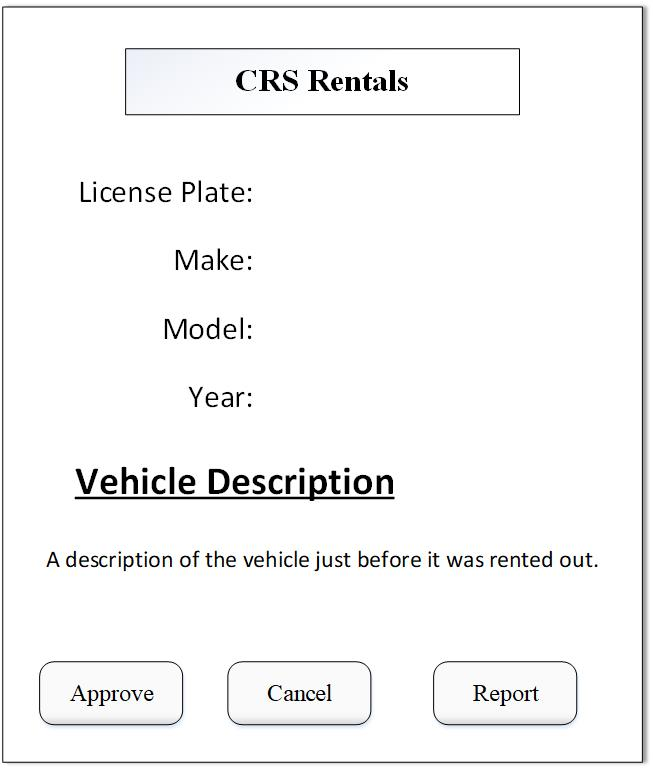 CRS Rentals
License Plate:
Make:
Model:
Year:
Vehicle Description
A description of the vehicle just before it was rented out.
Approve Cancel Report